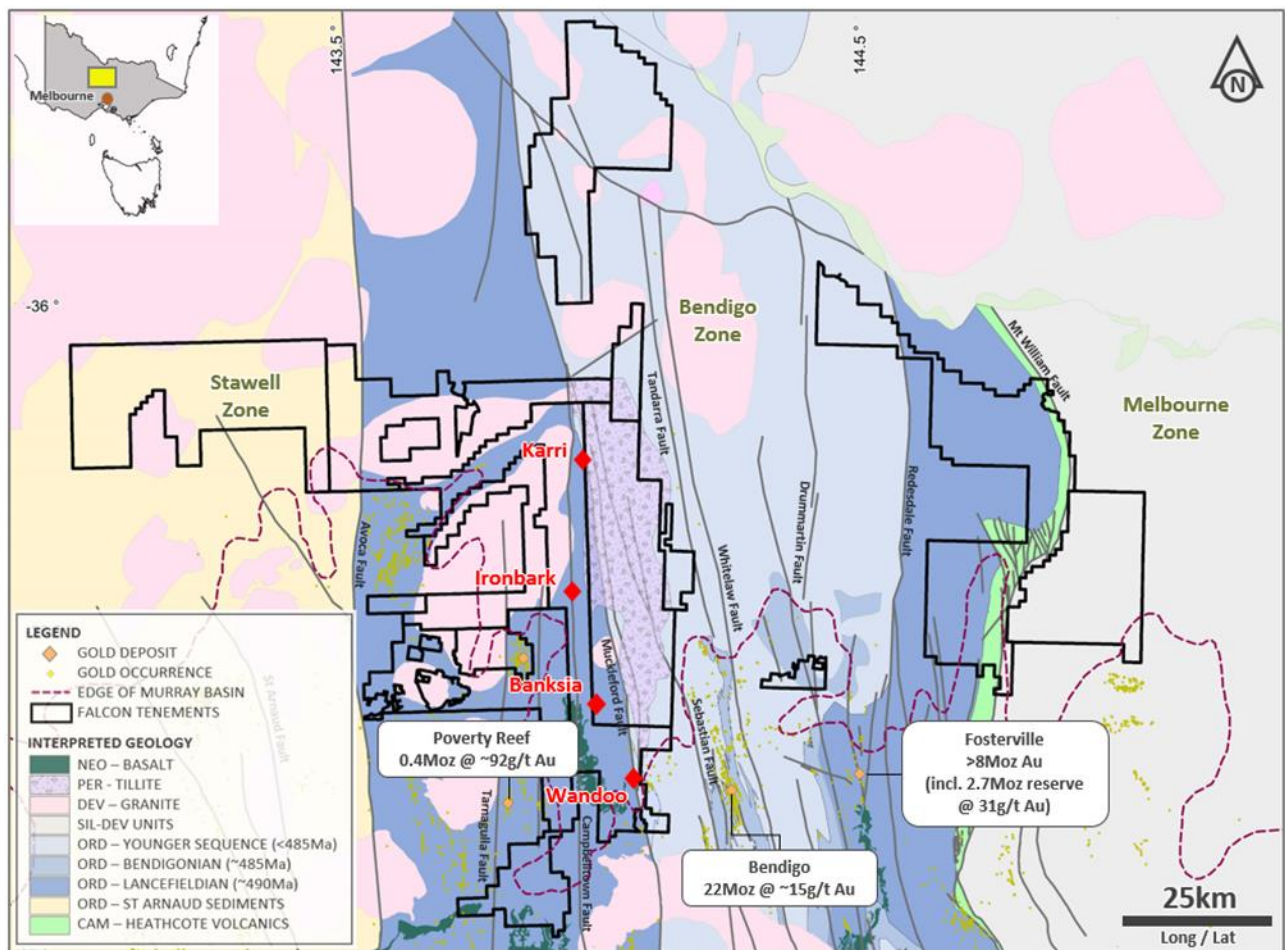 Melbourne
143.5°
144.5°
N
-36 °
Bendigo
Zone
Stawell
Zone
Melbourne
Zone
Mt William Fault
Tandarra Fault
Karri
Drummartin Fault
Redesdale Fault
Avoca Fault
Whitelaw Fault
Ironbark
Muckleford Fault
Banksia
Sebastian Fault
St Arnaud Fault
Poverty Reef
0.4Moz @ ~92g/t Au
Fosterville
>8Moz Au
(incl. 2.7Moz reserve
@ 31g/t Au)
Wandoo
Tarnagulla Fault
Campbelltown Fault
Bendigo
22Moz @ ~15g/t Au
LEGEND
GOLD DEPOSIT
GOLD OCCURRENCE
EDGE OF MURRAY BASIN
FALCON TENEMENTS
INTERPRETED GEOLOGY
NEO – BASALT
PER - TILLITE
DEV – GRANITE
SIL-DEV UNITS
ORD – YOUNGER SEQUENCE (<485Ma)
ORD – BENDIGONIAN (~485Ma)
ORD – LANCEFIELDIAN (~490Ma)
ORD – ST ARNAUD SEDIMENTS
CAM – HEATHCOTE VOLCANICS
25km
Long / Lat